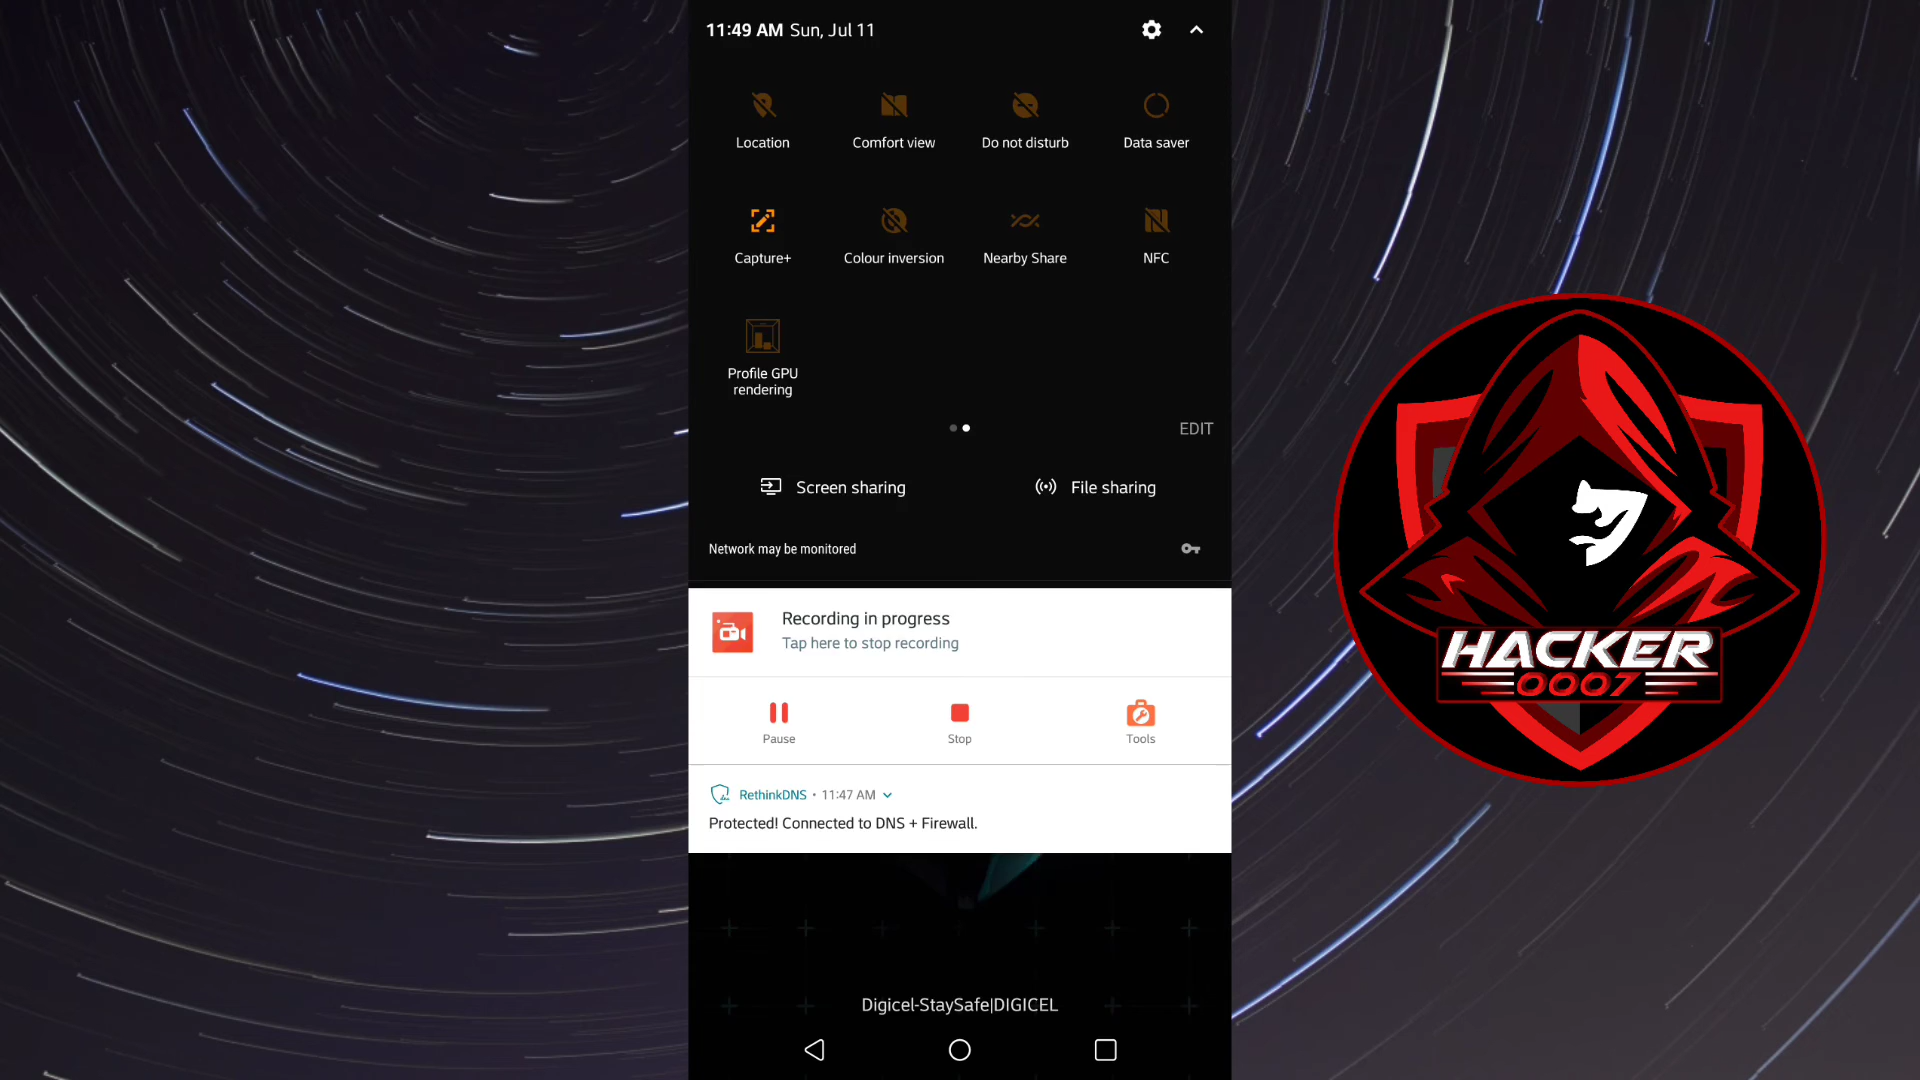 11:49 AM Sun, Jul 11
Location
Comfort view
Do not disturb
Data saver
Capture+
Colour inversion
Nearby Share
NFC
Profile GPU
rendering
EDIT
Screen sharing
File sharing
Network may be monitored
Recording in progress
Tap here to stop recording
Pause
Stop
Tools
RethinkDNS • 11:47 AM
Protected! Connected to DNS + Firewall.
Digicel-StaySafe|DIGICEL
HACKER
0007